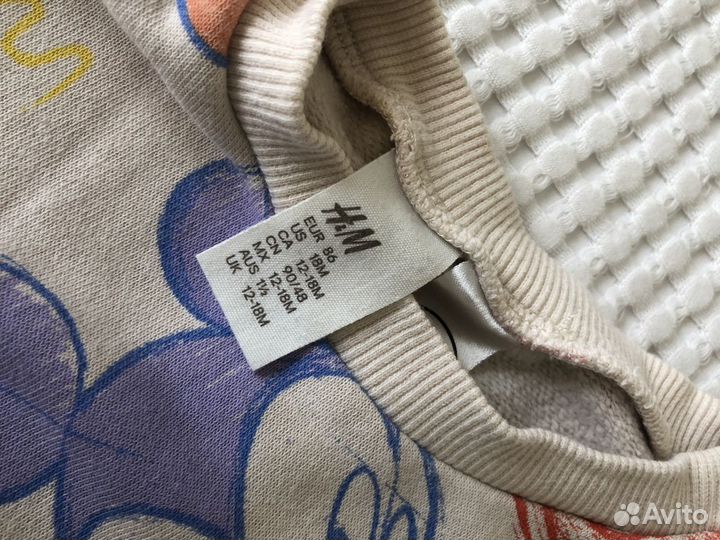 H&M
EUR 86
US 18M
CA 12-18M
CN 90/48
MX 12-18M
AUS 1½
UK 12-18M
Avito